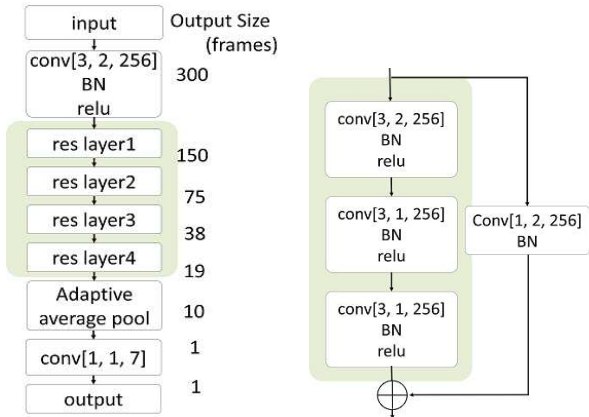 input
Output Size
(frames)
conv[3, 2, 256]
BN
relu
300
res layer1
150
res layer2
75
res layer3
38
res layer4
19
Adaptive
average pool
10
conv[1, 1, 7]
1
output
1
conv[3, 2, 256]
BN
relu
conv[3, 1, 256]
BN
relu
conv[3, 1, 256]
BN
relu
Conv[1, 2, 256]
BN